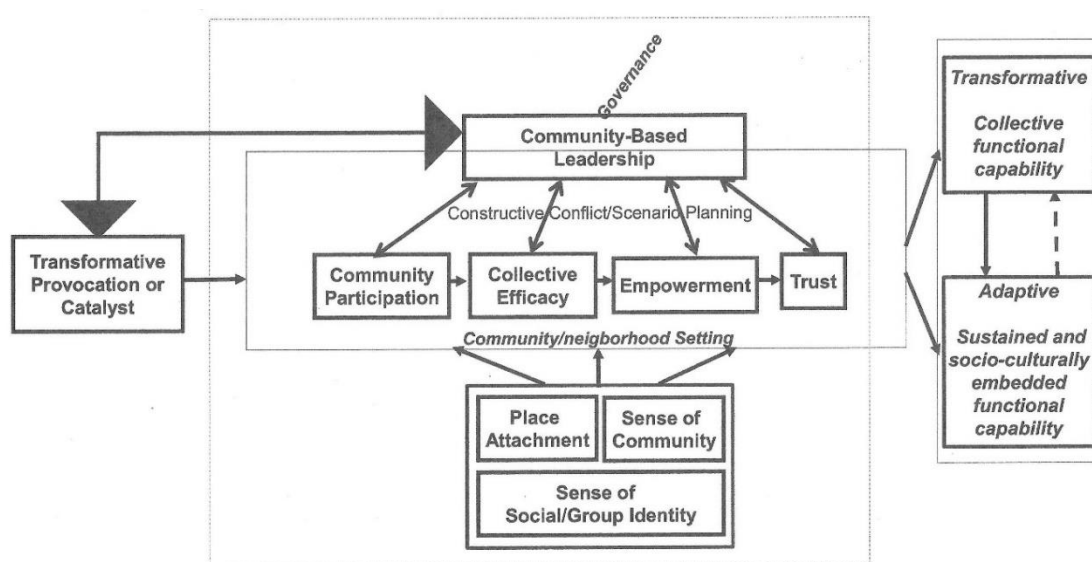 Governance
Community-Based
Leadership
Constructive Conflict/Scenario Planning
Transformative
Provocation or
Catalyst
Community
Participation
Collective
Efficacy
Empowerment
Trust
Community/neigborhood Setting
Place
Attachment
Sense of
Community
Sense of
Social/Group Identity
Transformative
Collective
functional
capability
Adaptive
Sustained and
socio-culturally
embedded
functional
capability